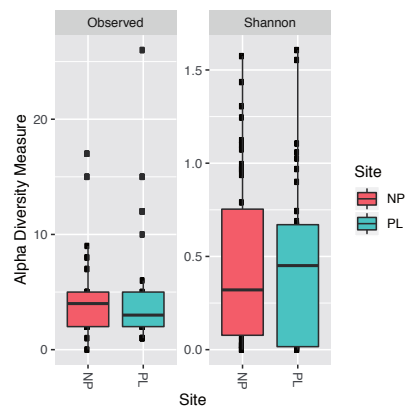 Observed
Shannon
Alpha Diversity Measure
20
10
0
1.5
1.0
0.5
0.0
NP
PL
NP
PL
Site
Site
NP
PL